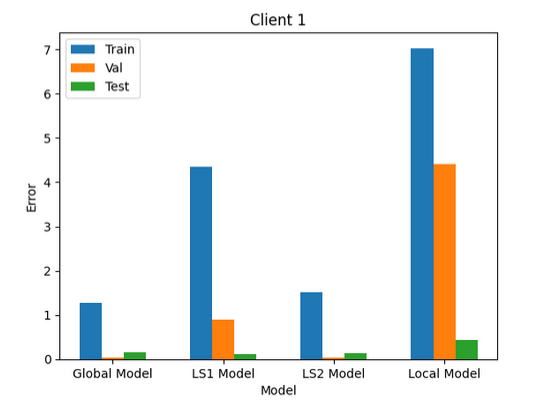 Client 1
Train
Val
Test
7
6
5
4
3
2
1
0
Error
Global Model LS1 Model LS2 Model Local Model
Model